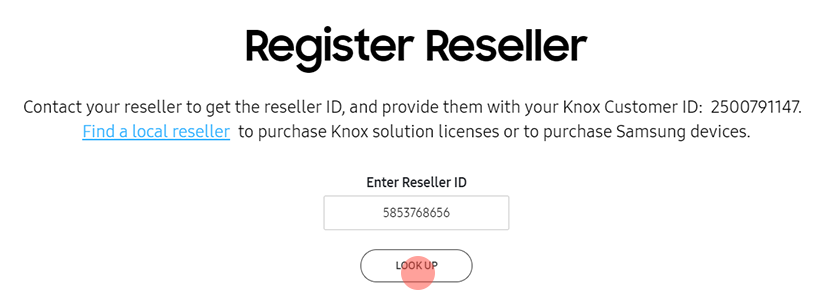 Register Reseller
Contact your reseller to get the reseller ID, and provide them with your Knox Customer ID: 2500791147.
Find a local reseller to purchase Knox solution licenses or to purchase Samsung devices.
Enter Reseller ID
5853768656
LOOK UP